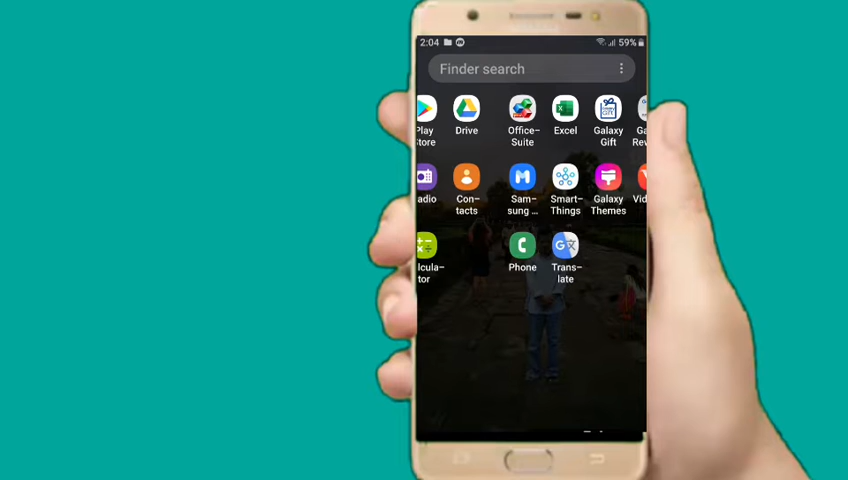 2:04
59%
Finder search
Play Store
Drive
Office-Suite
Excel
Galaxy Gift
adio
Con-tacts
Sam-sung ...
Smart-Things
Galaxy Themes
Vid
lcula-tor
Phone
Trans-late